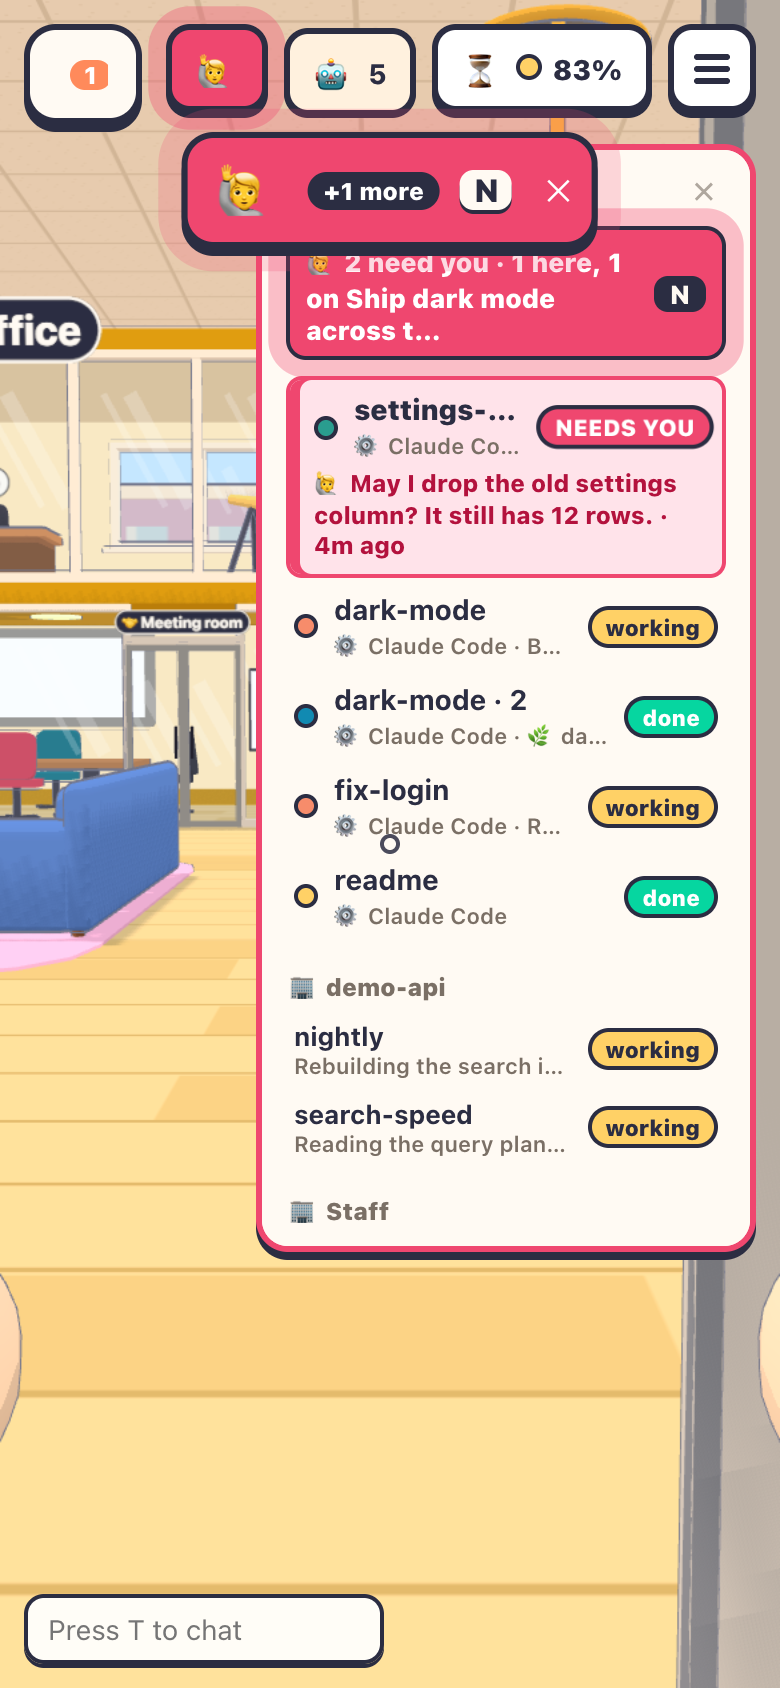 1
5
83%
+1 more
N
2 need you · 1 here, 1
on Ship dark mode
across t...
N
ffice
settings-...
NEEDS YOU
Claude Co...
May I drop the old settings
column? It still has 12 rows. ·
4m ago
dark-mode
working
Claude Code · B...
Meeting room
dark-mode · 2
done
Claude Code · da...
fix-login
working
Claude Code · R...
readme
done
Claude Code
demo-api
nightly
working
Rebuilding the search i...
search-speed
working
Reading the query plan...
Staff
Press T to chat